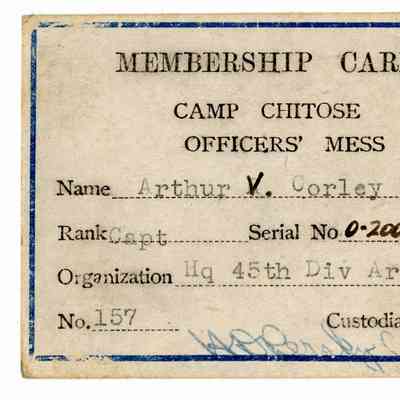 MEMBERSHIP CAR
CAMP CHITOSE
OFFICERS' MESS
Name Arthur V. Corley
Rank Capt Serial No 0-200
Organization Hq 45th Div Ar
No. 157 Custodia